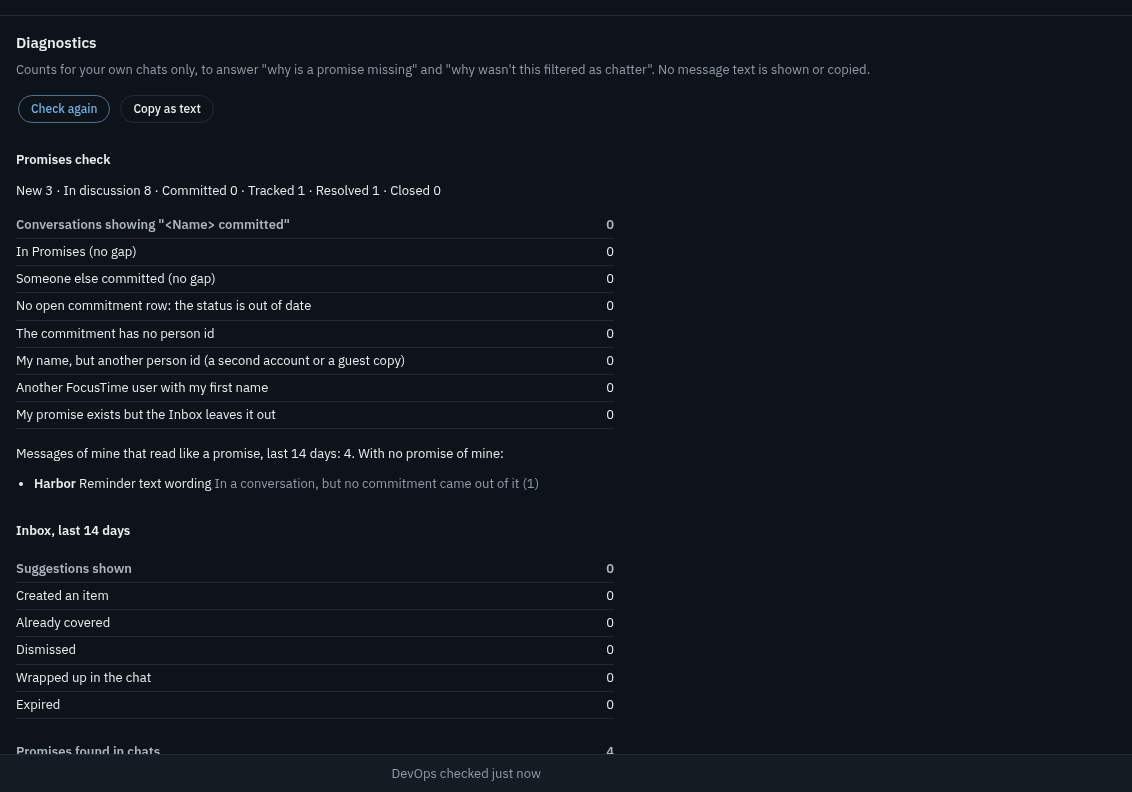 Diagnostics
Counts for your own chats only, to answer "why is a promise missing" and "why wasn't this filtered as chatter". No message text is shown or copied.
Check again
Copy as text
Promises check
New 3 · In discussion 8 · Committed 0 · Tracked 1 · Resolved 1 · Closed 0
Conversations showing "<Name> committed" 0
In Promises (no gap) 0
Someone else committed (no gap) 0
No open commitment row: the status is out of date 0
The commitment has no person id 0
My name, but another person id (a second account or a guest copy) 0
Another FocusTime user with my first name 0
My promise exists but the Inbox leaves it out 0
Messages of mine that read like a promise, last 14 days: 4. With no promise of mine:
• Harbor Reminder text wording In a conversation, but no commitment came out of it (1)
Inbox, last 14 days
Suggestions shown 0
Created an item 0
Already covered 0
Dismissed 0
Wrapped up in the chat 0
Expired 0
Promises found in chats 4
DevOps checked just now